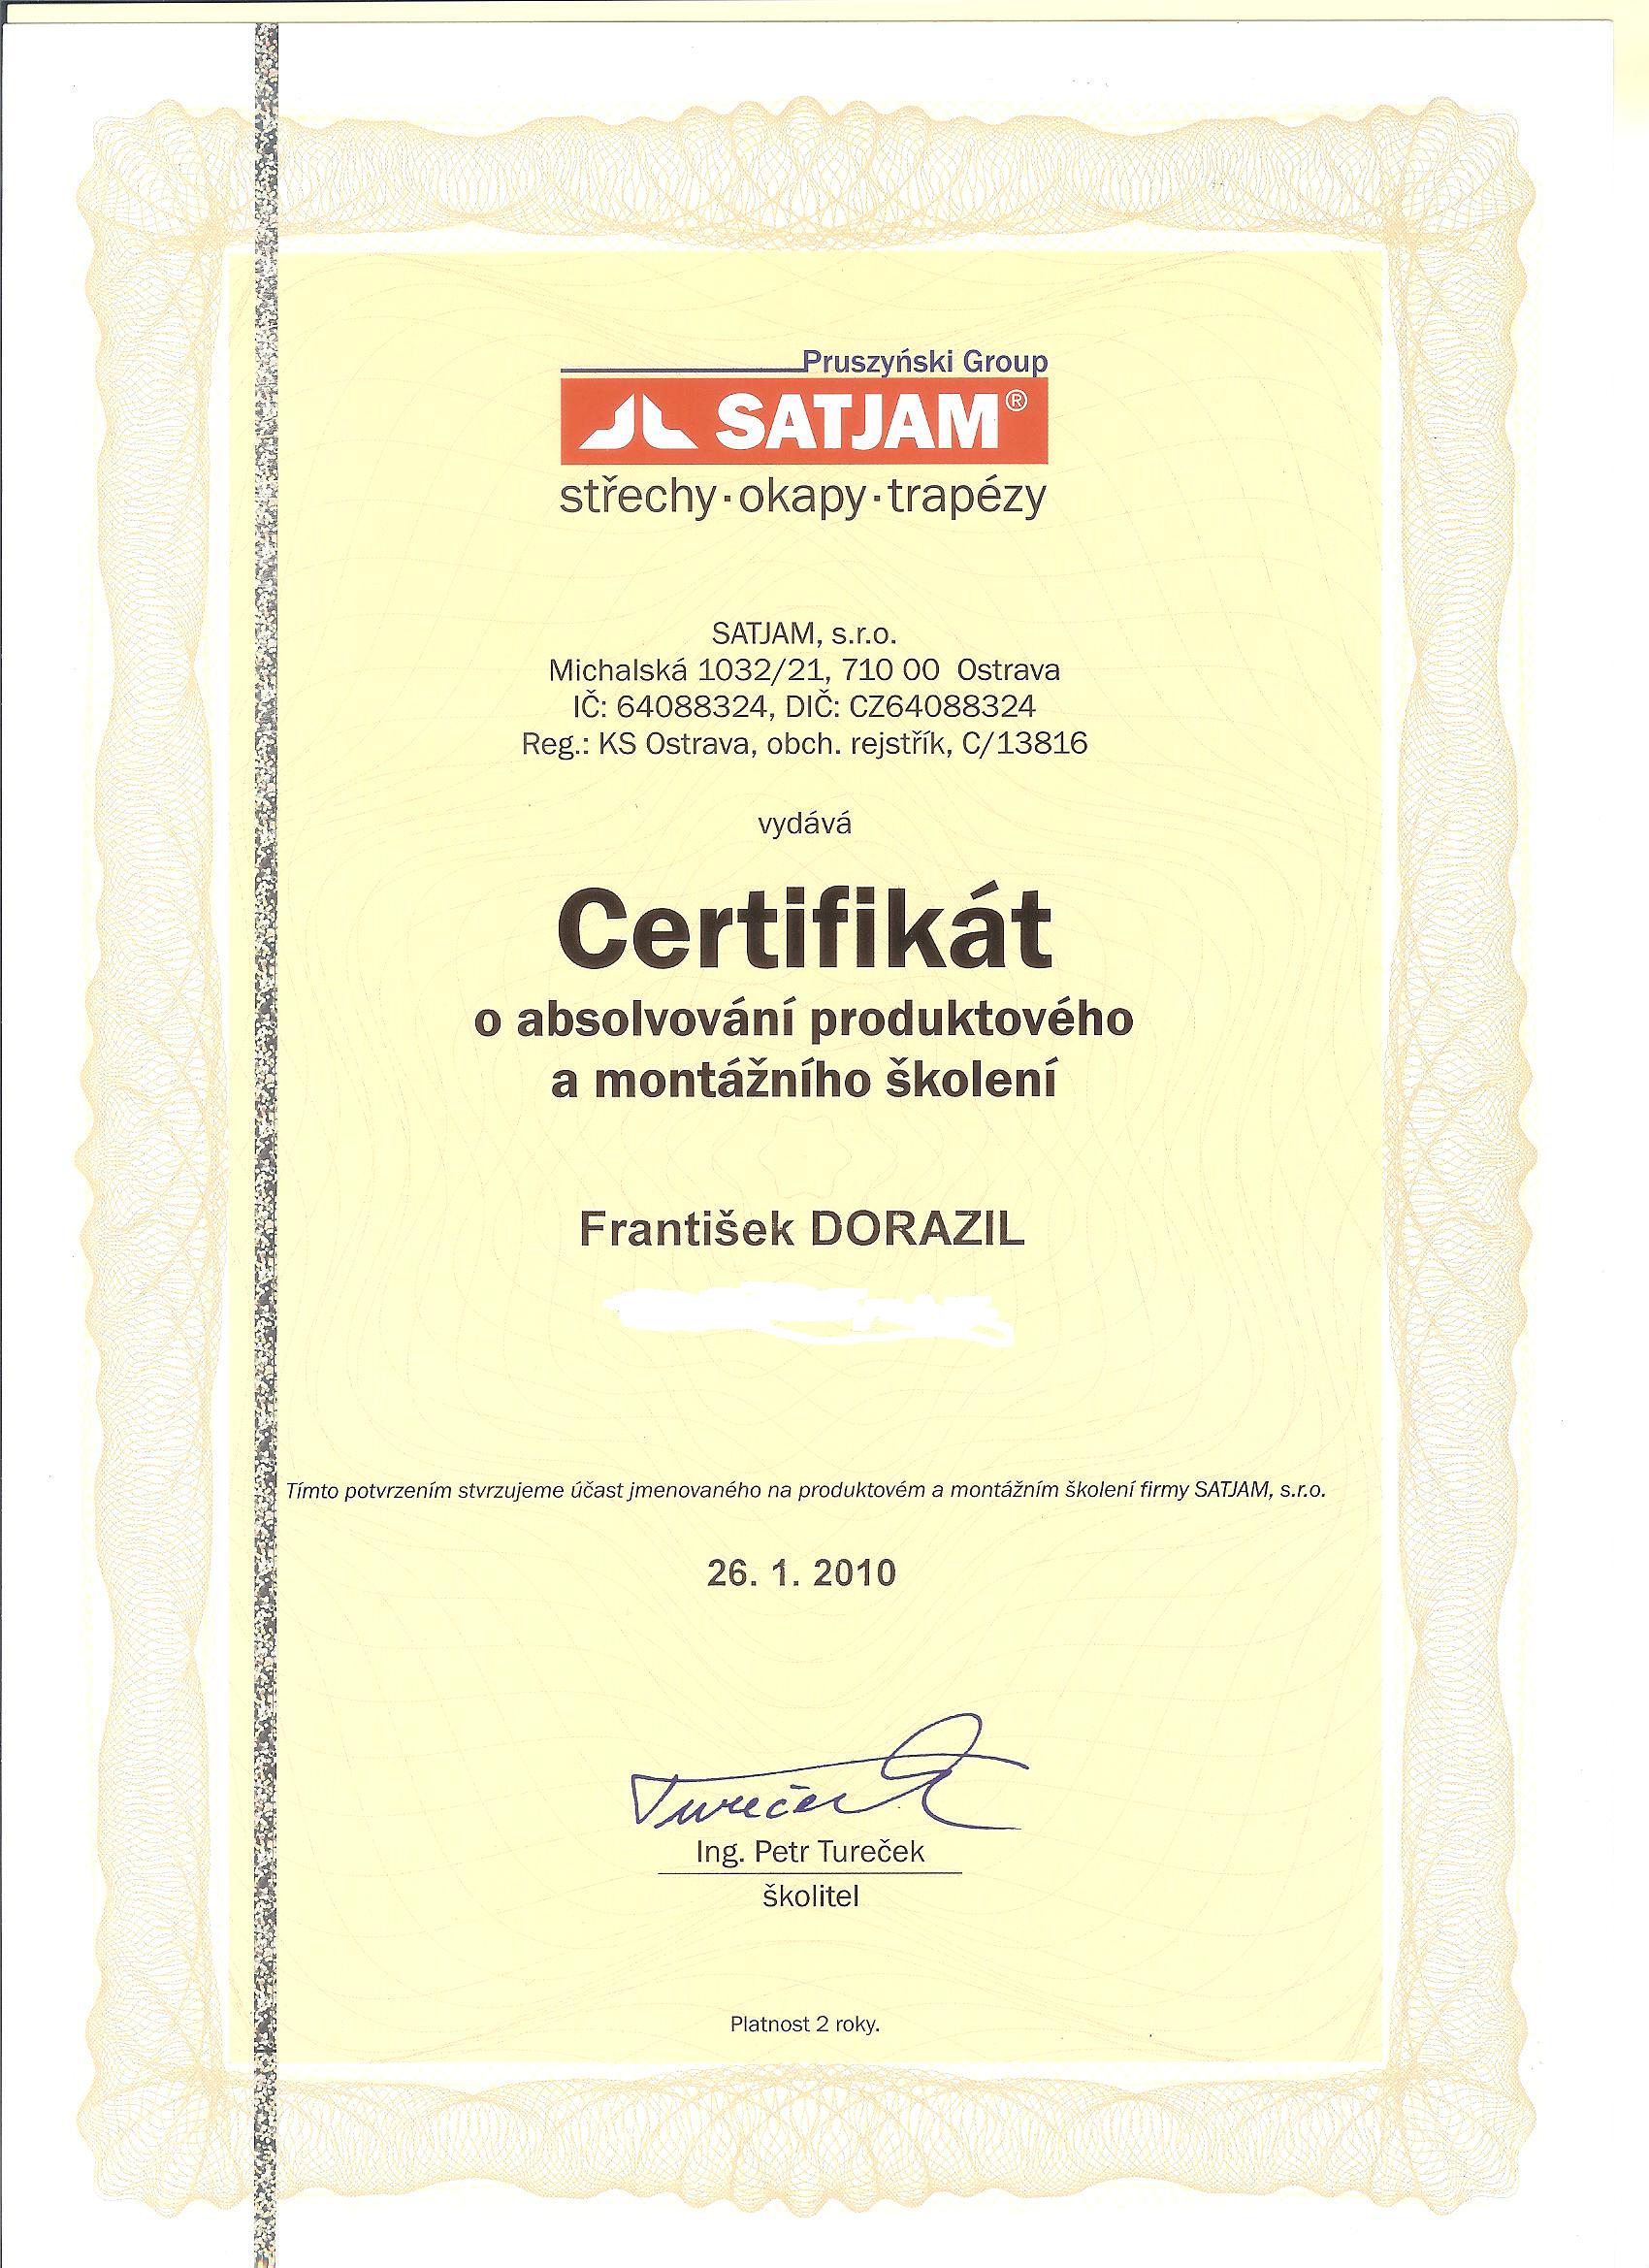 Pruszyński Group
SATJAM®
střechy·okapy·trapézy
SATJAM, s.r.o.
Michalská 1032/21, 710 00 Ostrava
IČ: 64088324, DIČ: CZ64088324
Reg.: KS Ostrava, obch. rejstřík, C/13816
vydává
Certifikát
o absolvování produktového
a montážního školení
František DORAZIL
Tímto potvrzením stvrzujeme účast jmenovaného na produktovém a montážním školení firmy SATJAM, s.r.o.
26. 1. 2010
Tureček
Ing. Petr Tureček
školitel
Platnost 2 roky.